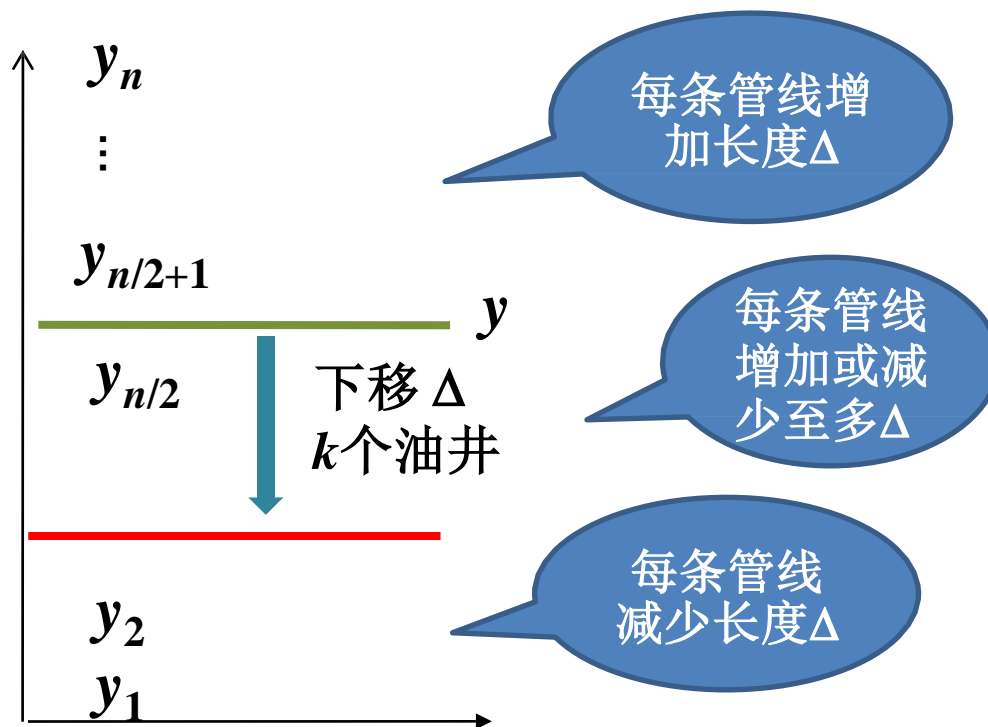 yn
⋮
yn/2+1
y
yn/2
下移 Δ
k个油井
y2
y1
每条管线增
加长度Δ
每条管线
增加或减
少至多Δ
每条管线
减少长度Δ